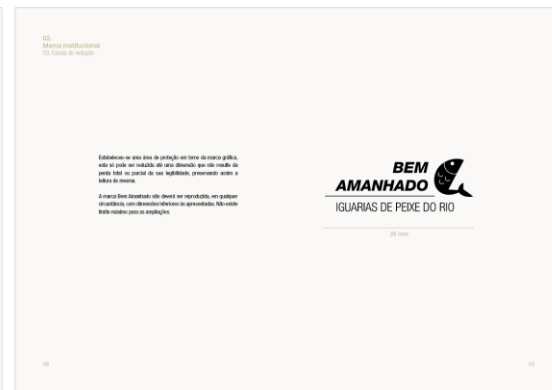 02.
Marca Institucional
03. Escala de redução
Estabeleceu-se uma área de proteção em torno da marca gráfica,
esta só pode ser reduzida até uma dimensão que não resulte da
perda total ou parcial da sua legibilidade, preservando assim a
leitura da mesma.
A marca Bem Amanhado não deverá ser reproduzida, em qualquer
circunstância, com dimensões inferiores às apresentadas. Não existe
limite máximo para as ampliações.
BEM
AMANHADO
IGUARIAS DE PEIXE DO RIO
25 mm